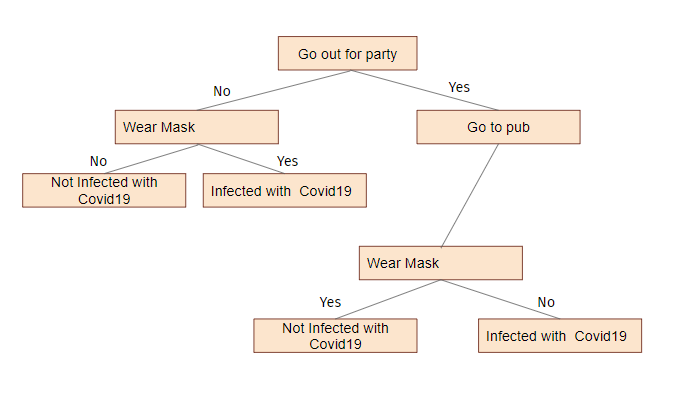 Go out for party
No
Yes
Wear Mask
Go to pub
No
Yes
Not Infected with
Covid19
Infected with  Covid19
Wear Mask
Yes
No
Not Infected with
Covid19
Infected with  Covid19